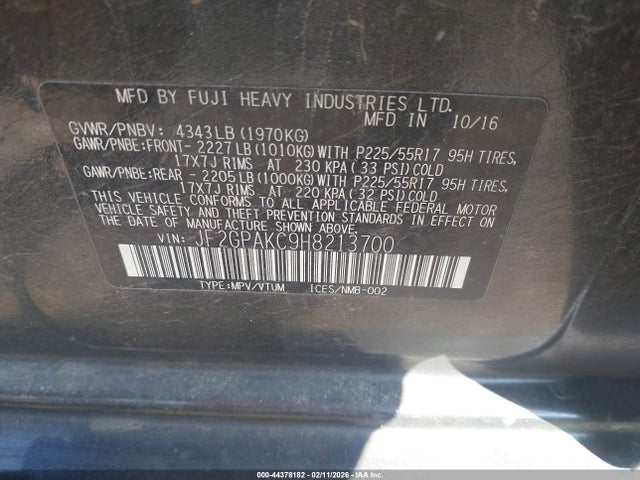 MFD BY FUJI HEAVY INDUSTRIES LTD.
MFD IN 10/16
GVWR/PNBV: 4343LB(1970KG)
GAWR/PNBE:FRONT- 2227LB(1010KG)WITH P225/55R17 95H TIRES,
17X7J RIMS AT 230 KPA(33 PSI)COLD
GAWR/PNBE:REAR - 2205LB(1000KG)WITH P225/55R17 95H TIRES,
17X7J RIMS AT 220 KPA(32 PSI)COLD
THIS VEHICLE CONFORMS TO ALL APPLICABLE FEDERAL MOTOR
VEHICLE SAFETY AND THEFT PREVENTION STANDARDS IN EFFECT
ON THE DATE OF MANUFACTURE SHOWN ABOVE.
VIN: JF2GPAKC9H8213700
TYPE:MPV/VTUM ICES/NMB-002
000-44378182 - 02/11/2026 - IAA Inc.